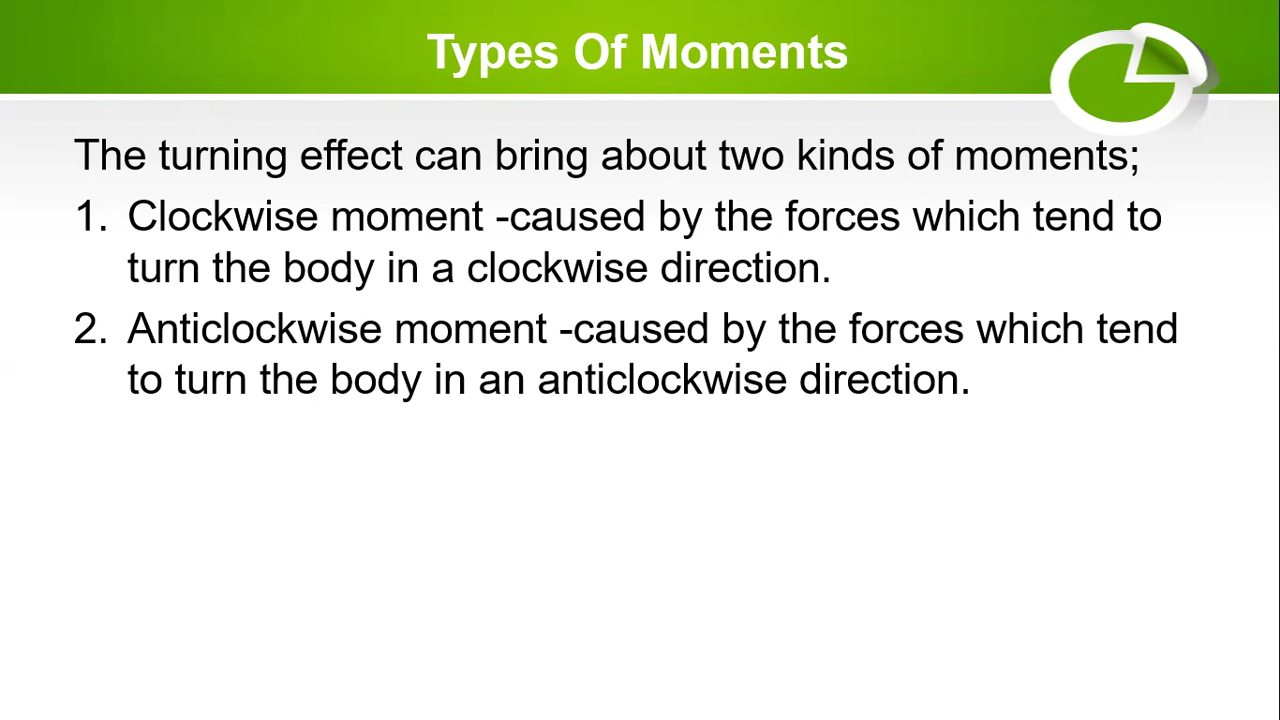 Types Of Moments
The turning effect can bring about two kinds of moments;
1. Clockwise moment -caused by the forces which tend to
turn the body in a clockwise direction.
2. Anticlockwise moment -caused by the forces which tend
to turn the body in an anticlockwise direction.